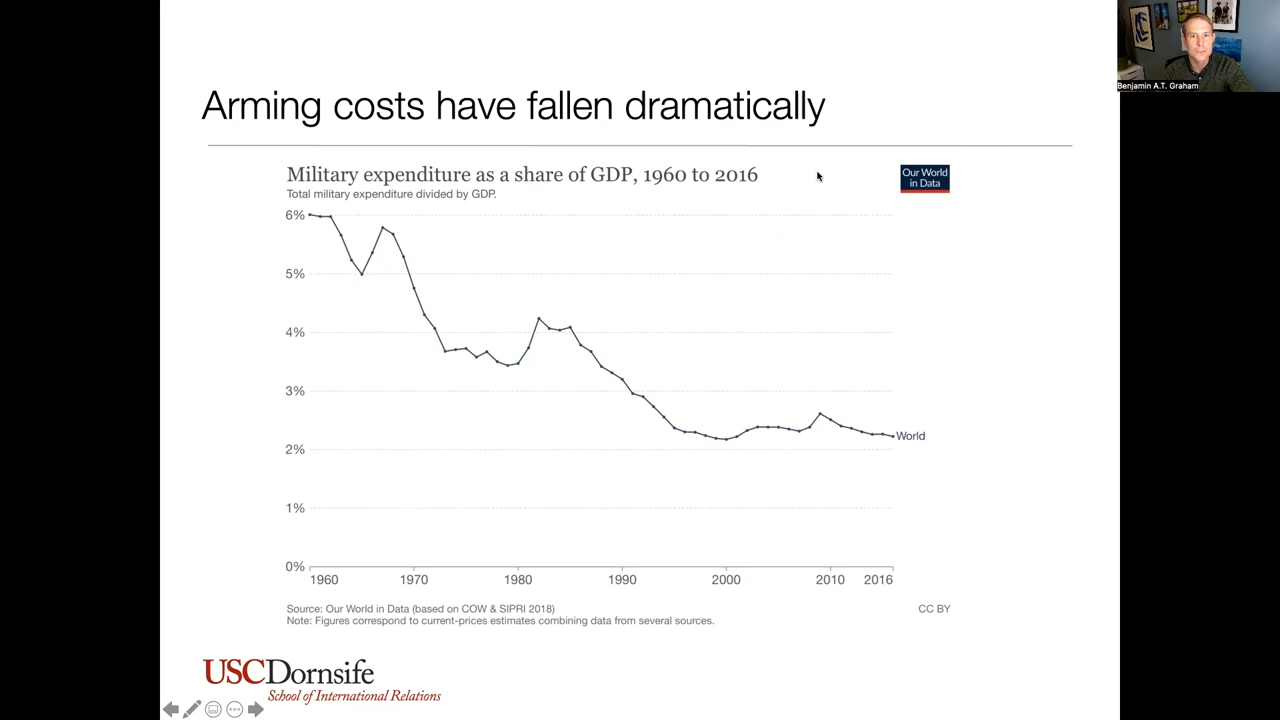 Benjamin A.T. Graham
Arming costs have fallen dramatically
Military expenditure as a share of GDP, 1960 to 2016
Total military expenditure divided by GDP.
Our World
in Data
6%
5%
4%
3%
2%
1%
0%
World
1960 1970 1980 1990 2000 2010 2016
Source: Our World in Data (based on COW & SIPRI 2018)
CC BY
Note: Figures correspond to current-prices estimates combining data from several sources.
USCDornsife
School of International Relations